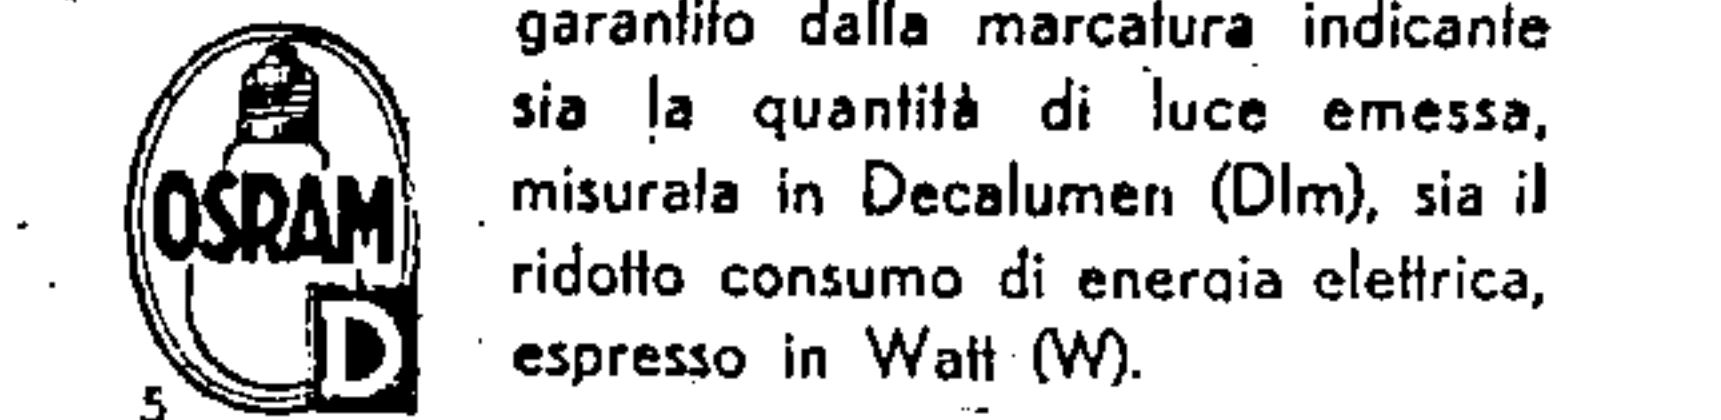 garantito dalla marcatura indicante
sia la quantità di luce emessa,
misurata in Decalumen (Dlm), sia il
ridotto consumo di energia elettrica,
espresso in Watt (W).
OSRAM
D
5